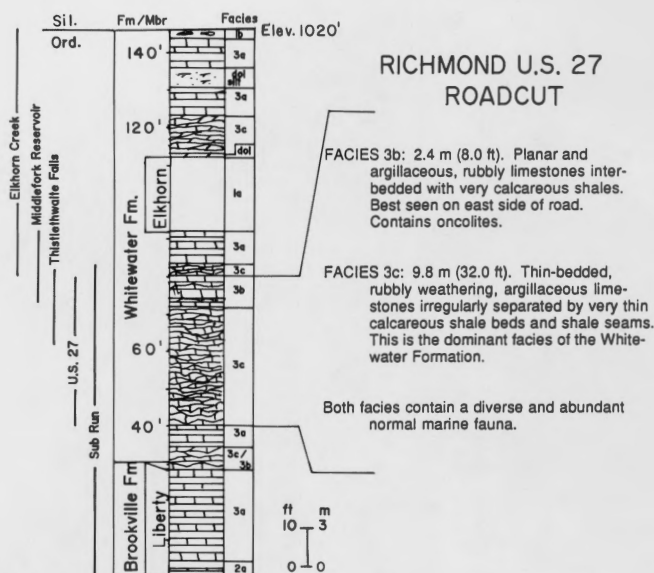 Sil.
Fm/Mbr
Facies
Elev. 1020'
Ord.
140'
120'
60'
40'
Elkhorn Creek
Middlefork Reservoir
Thistlethwaite Falls
U.S. 27
Sub Run
Whitewater Fm.
Elkhorn
Brookville Fm
Liberty
1b
3a
dol
silt
3a
3c
dol
1a
3a
3c
3b
3c
3a
3c/
3b
3a
2a
ft m
10 3
0 0
RICHMOND U.S. 27
ROADCUT
FACIES 3b: 2.4 m (8.0 ft). Planar and
argillaceous, rubbly limestones inter-
bedded with very calcareous shales.
Best seen on east side of road.
Contains oncolites.
FACIES 3c: 9.8 m (32.0 ft). Thin-bedded,
rubbly weathering, argillaceous lime-
stones irregularly separated by very thin
calcareous shale beds and shale seams.
This is the dominant facies of the White-
water Formation.
Both facies contain a diverse and abundant
normal marine fauna.